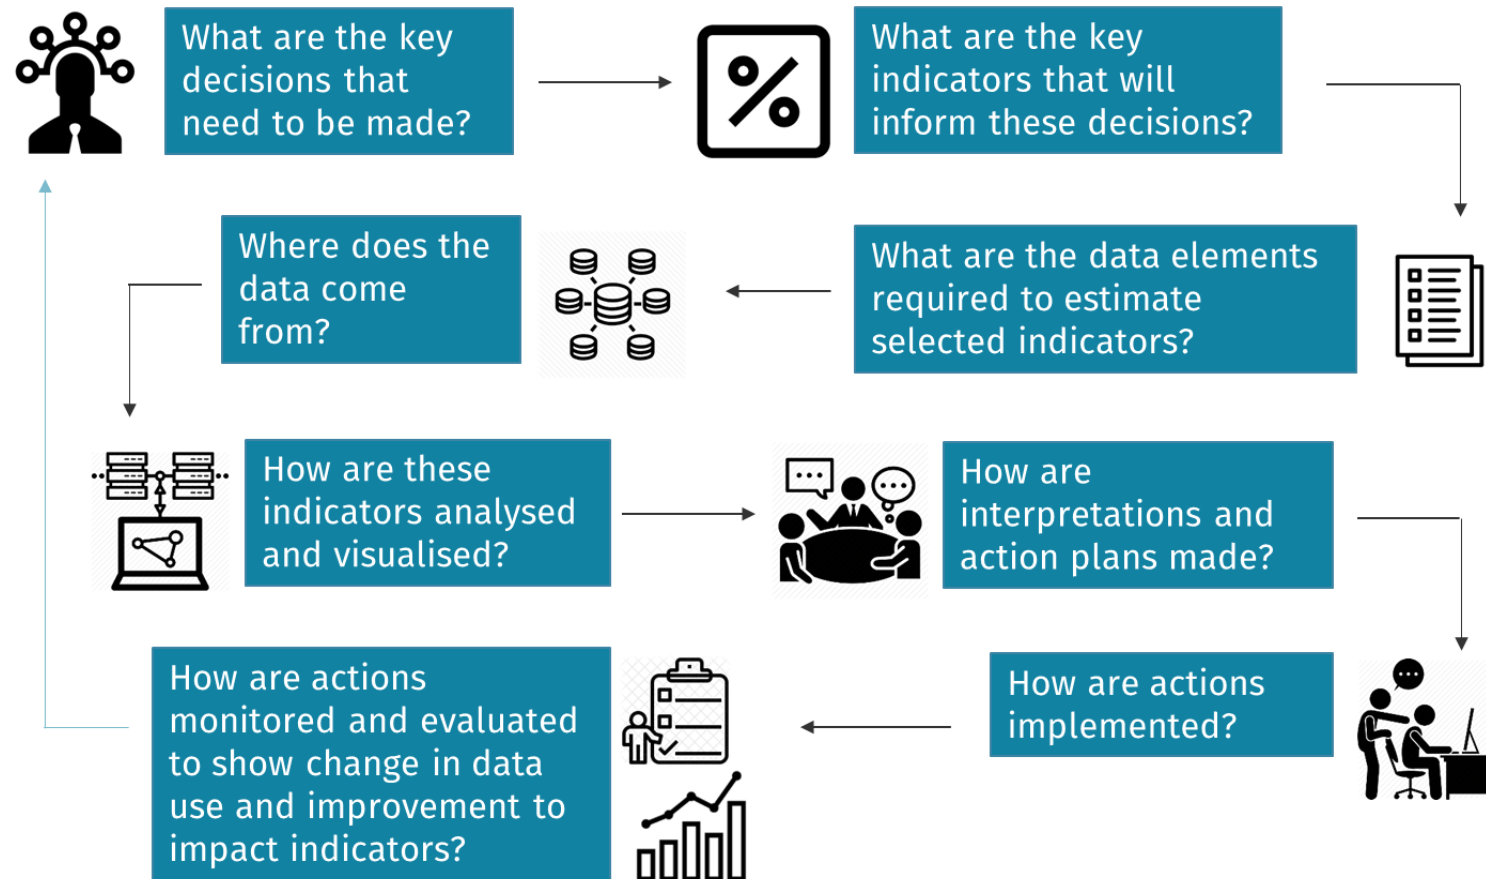 What are the key
decisions that
need to be made?
What are the key
indicators that will
inform these decisions?
What are the data elements
required to estimate
selected indicators?
Where does the
data come
from?
How are these
indicators analysed
and visualised?
How are
interpretations and
action plans made?
How are actions
implemented?
How are actions
monitored and evaluated
to show change in data
use and improvement to
impact indicators?